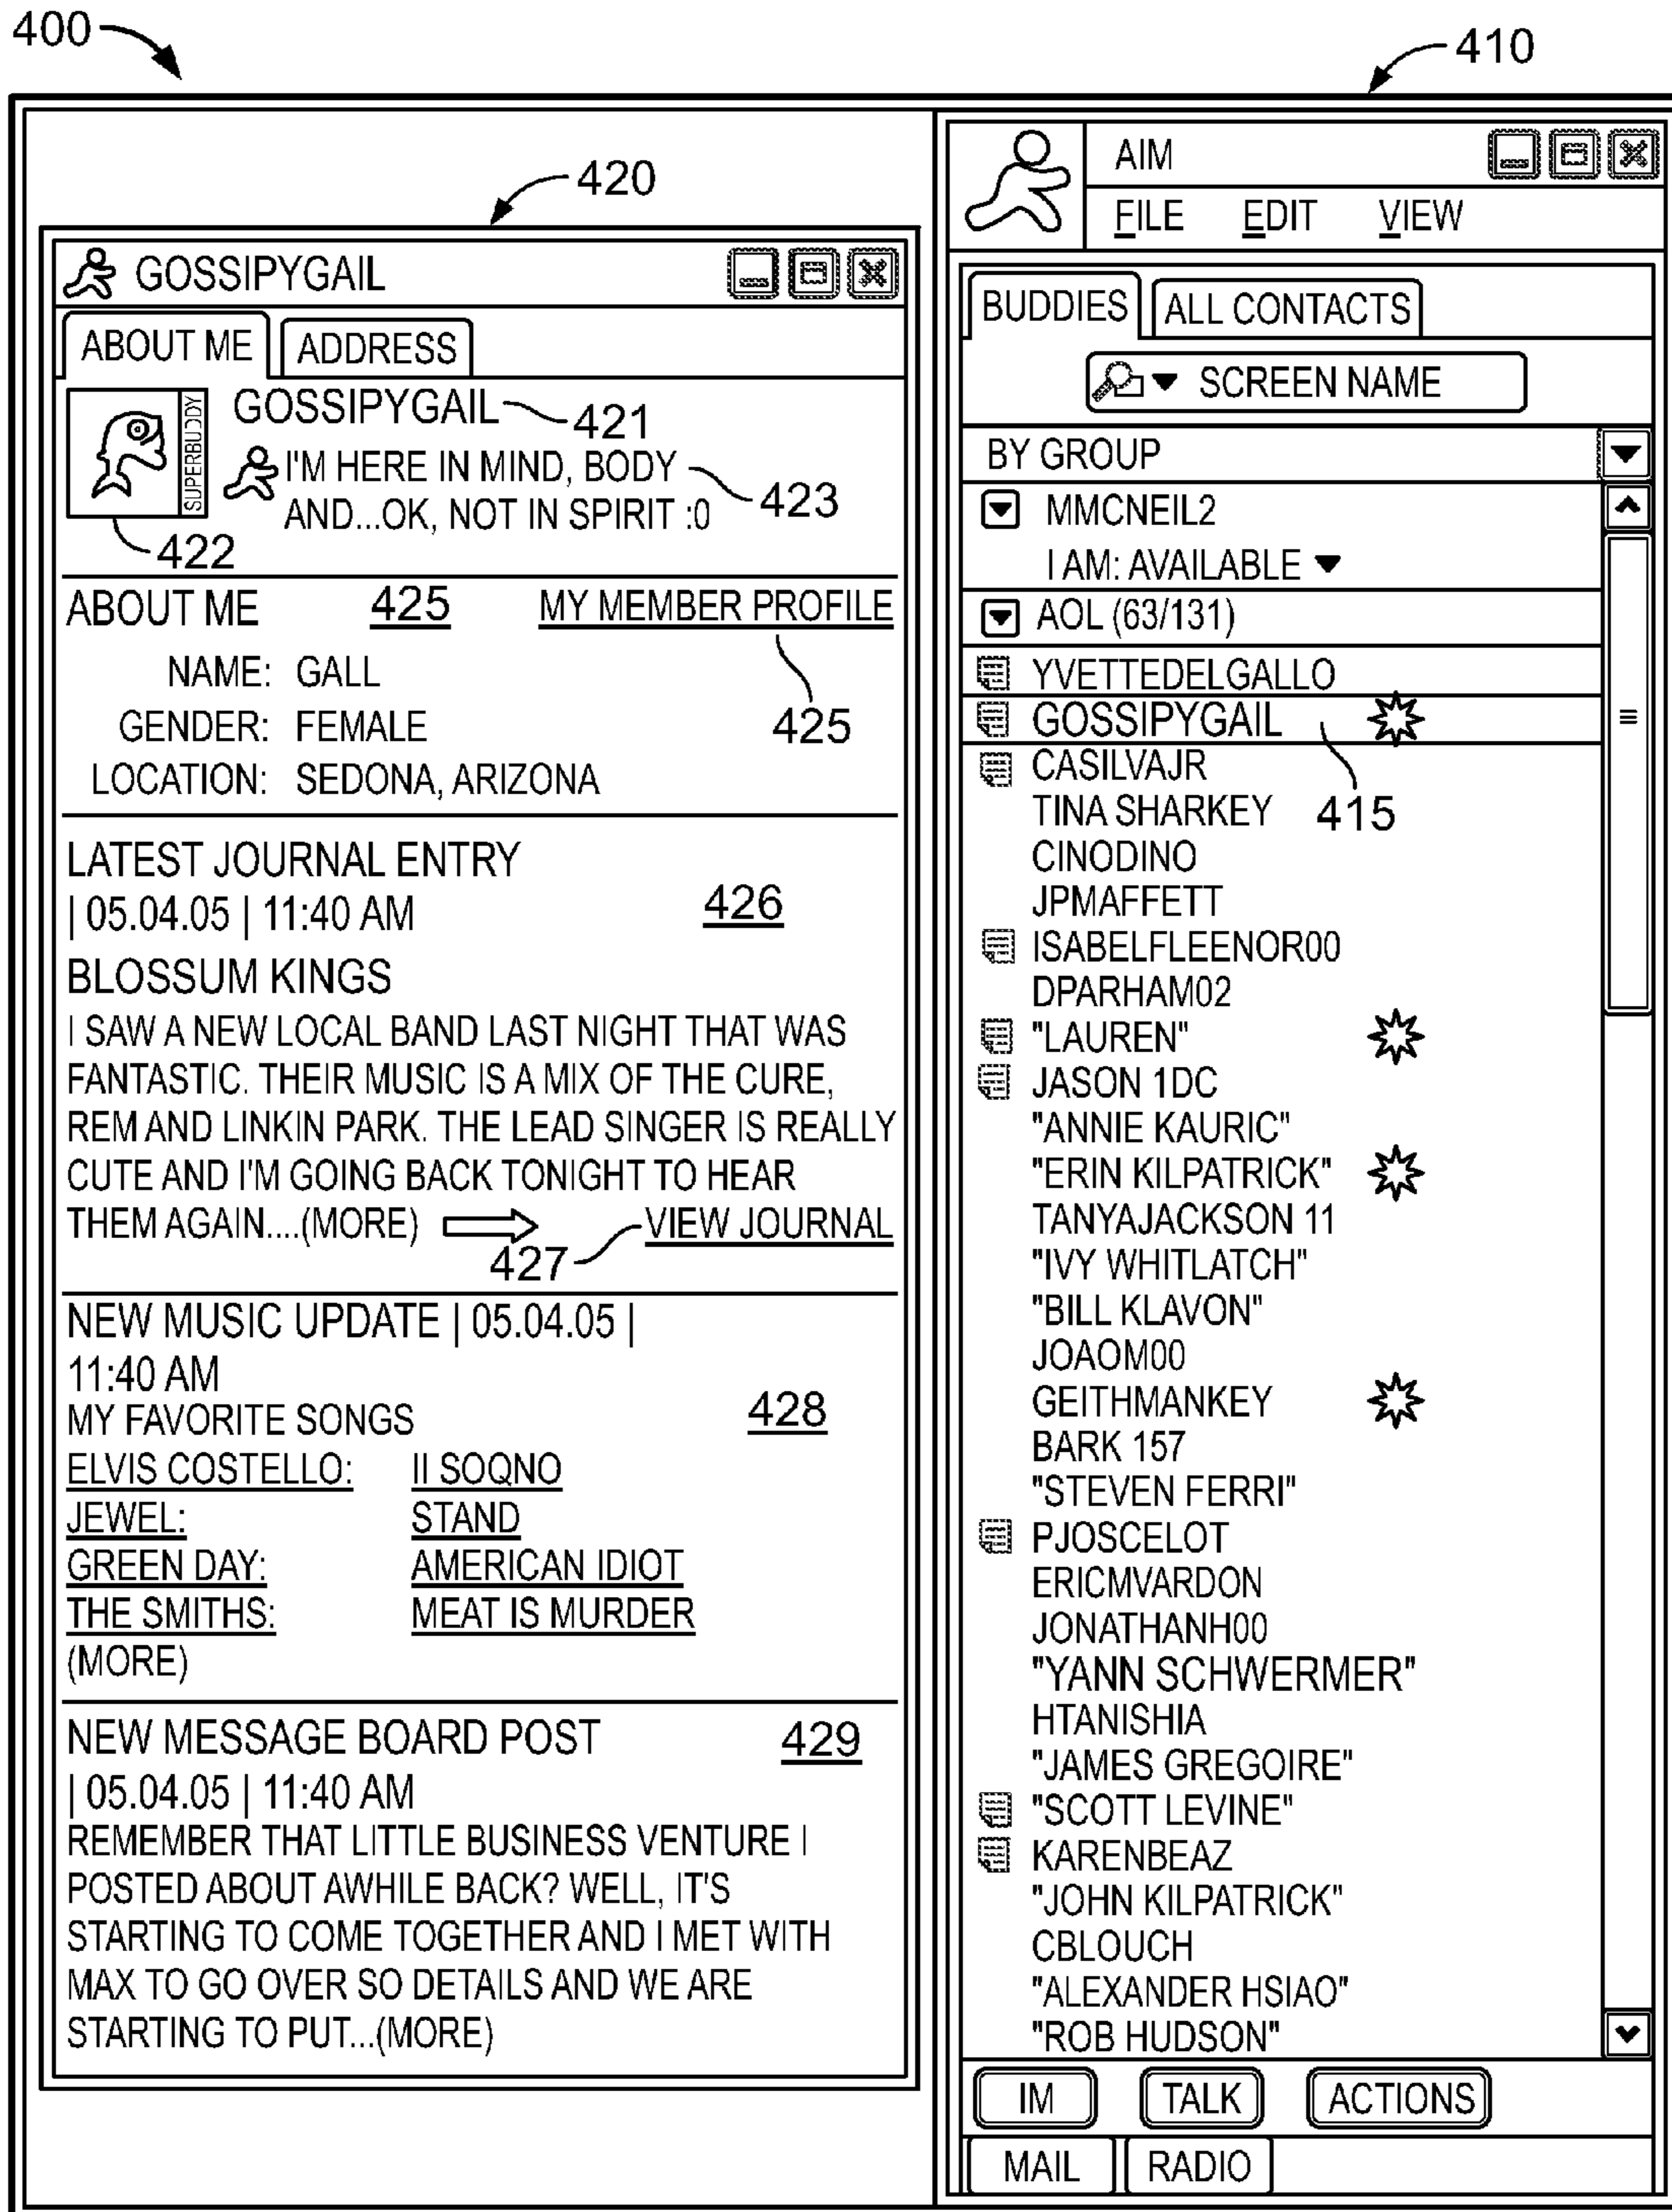 400
410
420
GOSSIPYGAIL
ABOUT ME
ADDRESS
SUPERBUDDY
GOSSIPYGAIL
421
I'M HERE IN MIND, BODY
AND...OK, NOT IN SPIRIT :0
423
422
ABOUT ME 425 MY MEMBER PROFILE
NAME: GALL
GENDER: FEMALE
425
LOCATION: SEDONA, ARIZONA
LATEST JOURNAL ENTRY
| 05.04.05 | 11:40 AM
426
BLOSSUM KINGS
I SAW A NEW LOCAL BAND LAST NIGHT THAT WAS
FANTASTIC. THEIR MUSIC IS A MIX OF THE CURE,
REM AND LINKIN PARK. THE LEAD SINGER IS REALLY
CUTE AND I'M GOING BACK TONIGHT TO HEAR
THEM AGAIN....(MORE) VIEW JOURNAL
427
NEW MUSIC UPDATE | 05.04.05 |
11:40 AM
MY FAVORITE SONGS
428
ELVIS COSTELLO: II SOQNO
JEWEL: STAND
GREEN DAY: AMERICAN IDIOT
THE SMITHS: MEAT IS MURDER
(MORE)
NEW MESSAGE BOARD POST
429
| 05.04.05 | 11:40 AM
REMEMBER THAT LITTLE BUSINESS VENTURE I
POSTED ABOUT AWHILE BACK? WELL, IT'S
STARTING TO COME TOGETHER AND I MET WITH
MAX TO GO OVER SO DETAILS AND WE ARE
STARTING TO PUT...(MORE)
AIM
FILE EDIT VIEW
BUDDIES
ALL CONTACTS
SCREEN NAME
BY GROUP
MMCNEIL2
I AM: AVAILABLE
AOL (63/131)
YVETTEDELGALLO
GOSSIPYGAIL
CASILVAJR
TINA SHARKEY
415
CINODINO
JPMAFFETT
ISABELFLEENOR00
DPARHAM02
"LAUREN"
JASON 1DC
"ANNIE KAURIC"
"ERIN KILPATRICK"
TANYAJACKSON 11
"IVY WHITLATCH"
"BILL KLAVON"
JOAOM00
GEITHMANKEY
BARK 157
"STEVEN FERRI"
PJOSCELOT
ERICMVARDON
JONATHANH00
"YANN SCHWERMER"
HTANISHIA
"JAMES GREGOIRE"
"SCOTT LEVINE"
KARENBEAZ
"JOHN KILPATRICK"
CBLOUCH
"ALEXANDER HSIAO"
"ROB HUDSON"
IM
TALK
ACTIONS
MAIL
RADIO